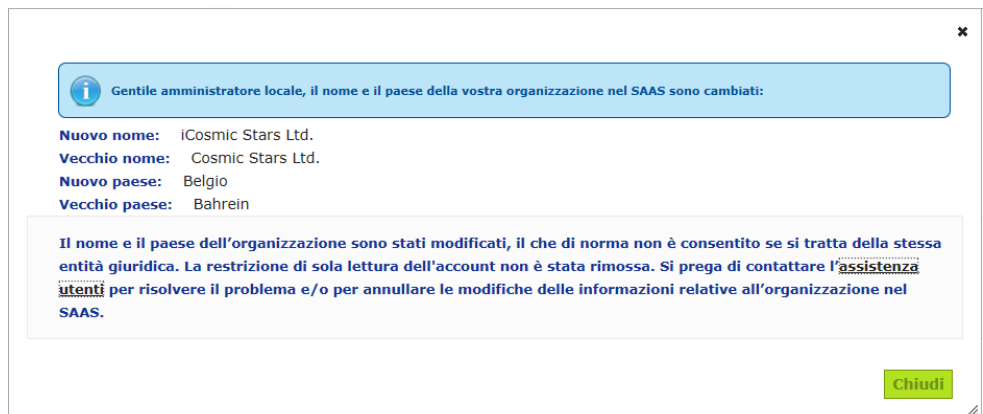 Gentile amministratore locale, il nome e il paese della vostra organizzazione nel SAAS sono cambiati:
Nuovo nome: iCosmic Stars Ltd.
Vecchio nome: Cosmic Stars Ltd.
Nuovo paese: Belgio
Vecchio paese: Bahrein
Il nome e il paese dell’organizzazione sono stati modificati, il che di norma non è consentito se si tratta della stessa
entità giuridica. La restrizione di sola lettura dell'account non è stata rimossa. Si prega di contattare l’assistenza
utenti per risolvere il problema e/o per annullare le modifiche delle informazioni relative all’organizzazione nel
SAAS.
Chiudi